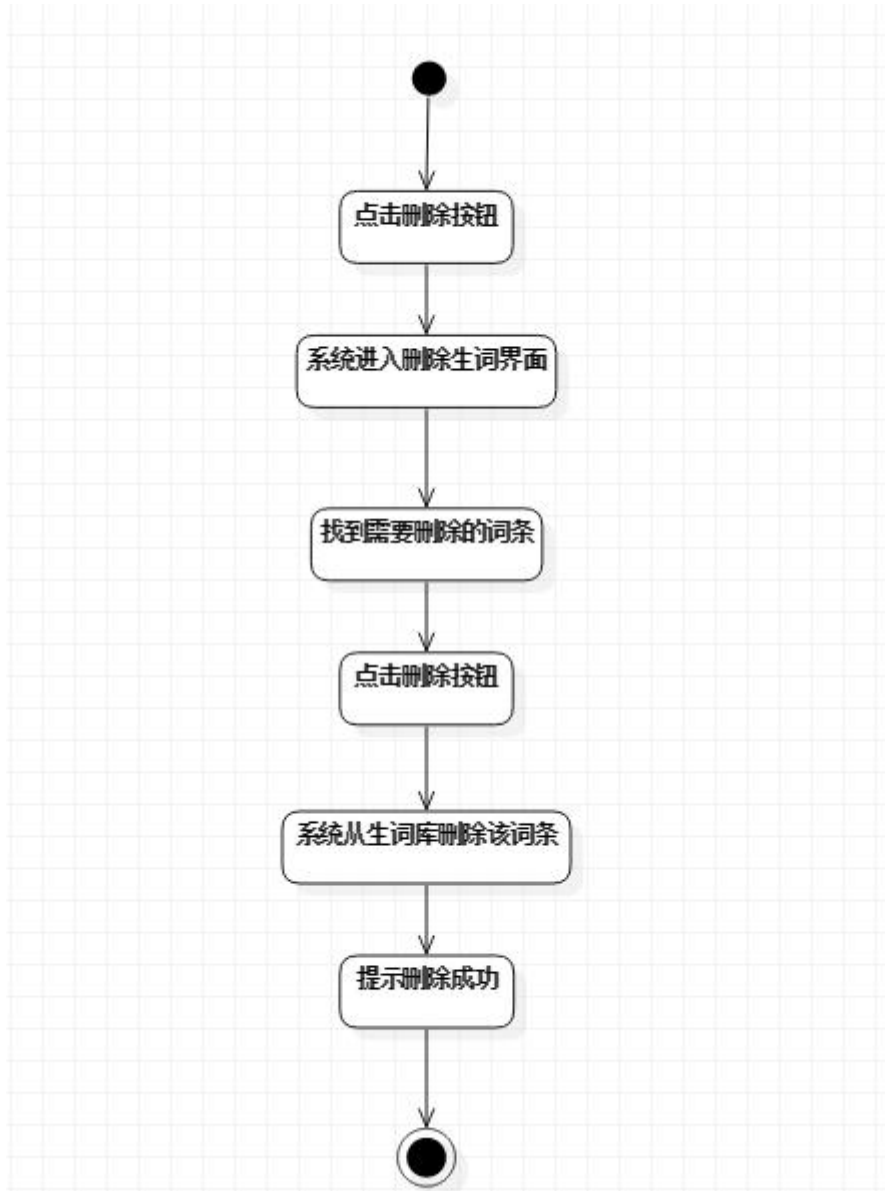 点击删除按钮
系统进入删除生词界面
找到需要删除的词条
点击删除按钮
系统从生词库删除该词条
提示删除成功